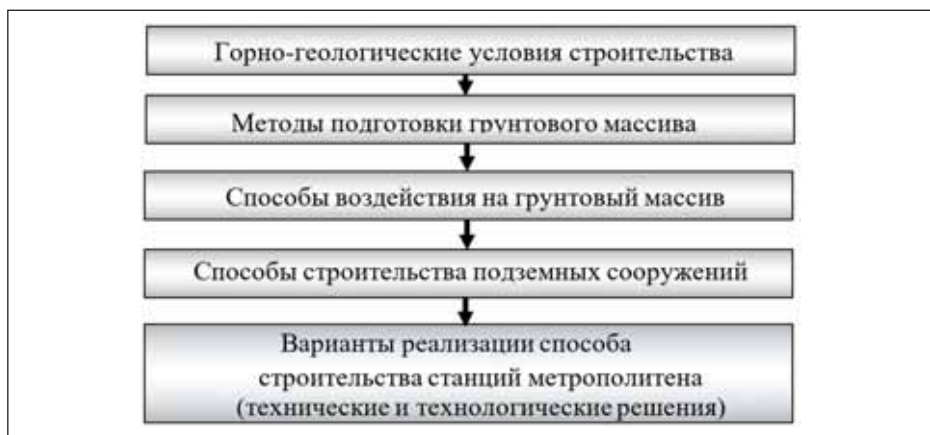 Горно-геологические условия строительства
Методы подготовки грунтового массива
Способы воздействия на грунтовый массив
Способы строительства подземных сооружений
Варианты реализации способа
строительства станций метрополитена
(технические и технологические решения)